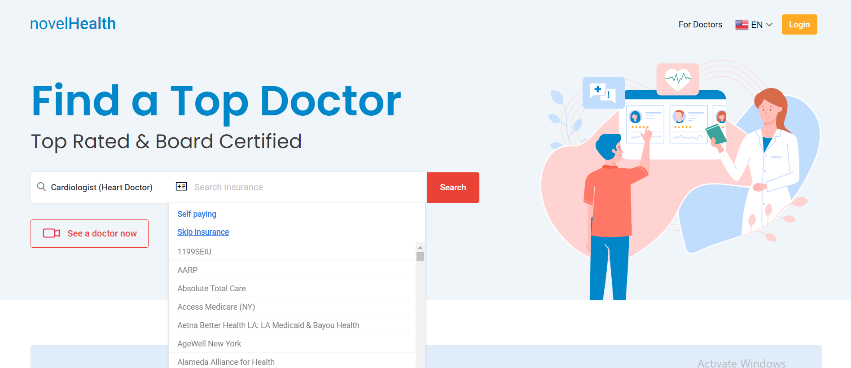 novelHealth
For Doctors
EN
Login
Find a Top Doctor
Top Rated & Board Certified
Cardiologist (Heart Doctor)
Search insurance
Search
See a doctor now
Self paying
Skip insurance
1199SEIU
AARP
Absolute Total Care
Access Medicare (NY)
Aetna Better Health LA: LA Medicaid & Bayou Health
AgeWell New York
Alameda Alliance for Health
Activate Windows